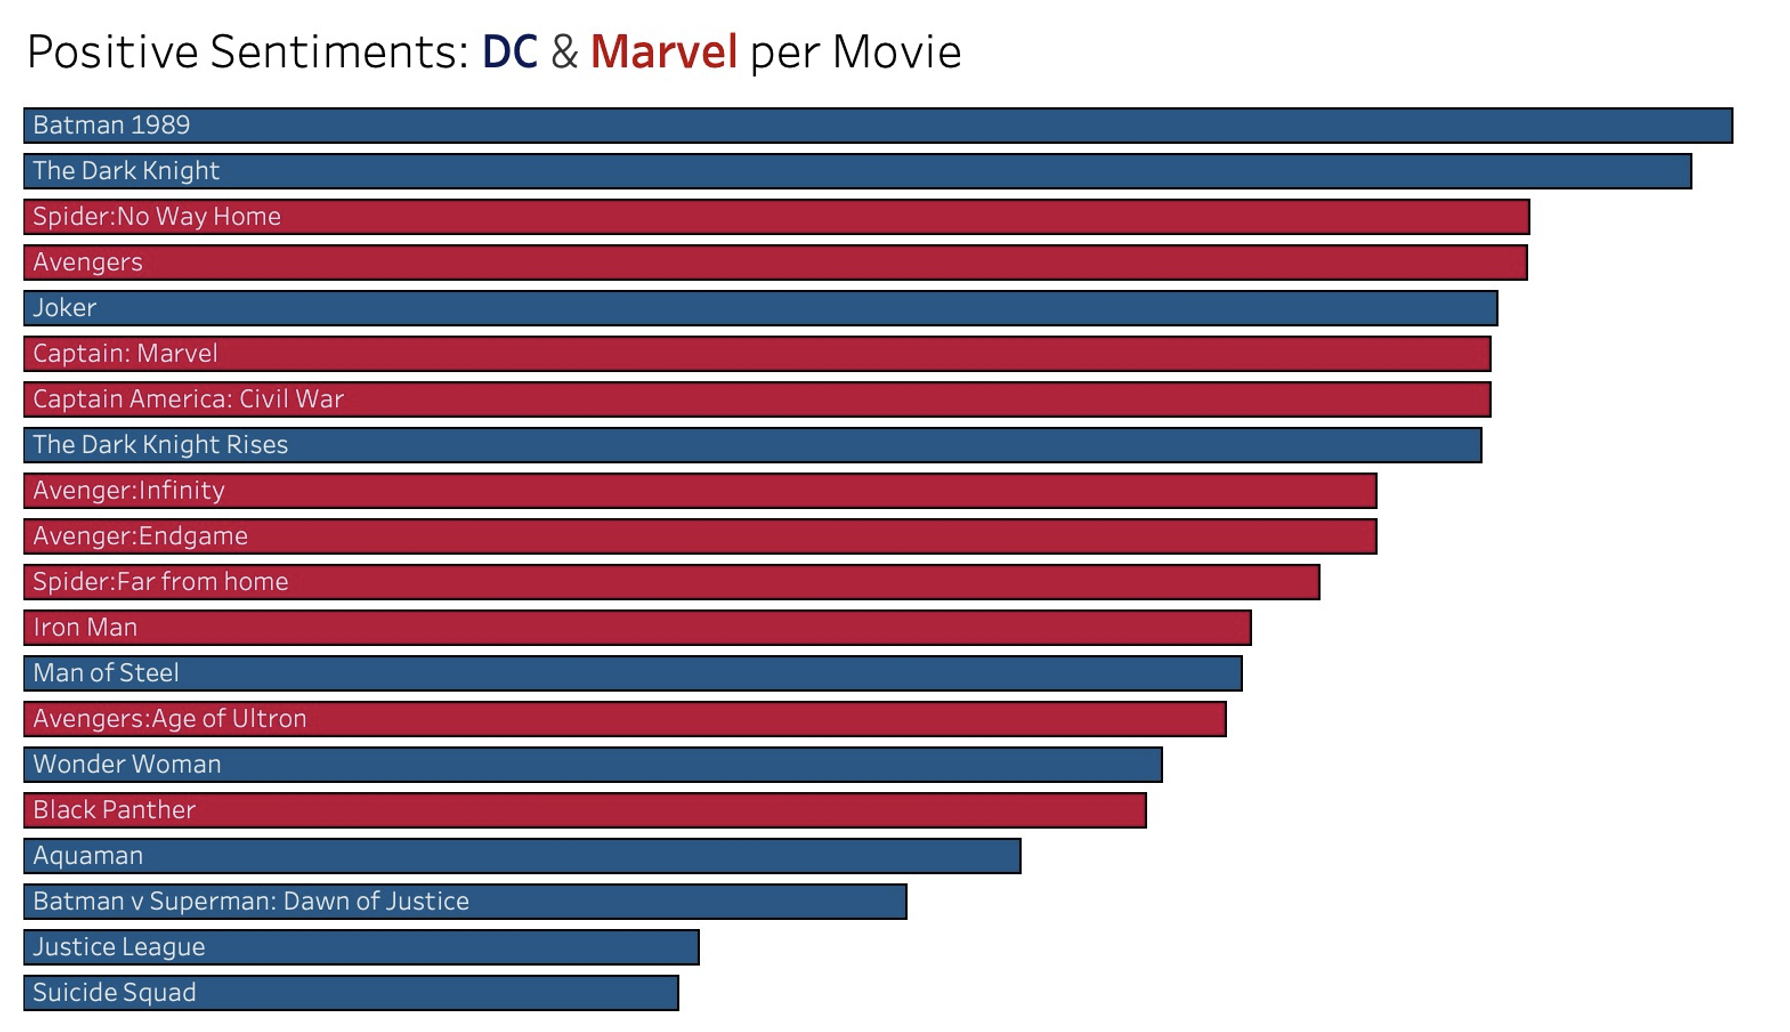 Positive Sentiments: DC & Marvel per Movie
Batman 1989
The Dark Knight
Spider:No Way Home
Avengers
Joker
Captain: Marvel
Captain America: Civil War
The Dark Knight Rises
Avenger:Infinity
Avenger:Endgame
Spider:Far from home
Iron Man
Man of Steel
Avengers:Age of Ultron
Wonder Woman
Black Panther
Aquaman
Batman v Superman: Dawn of Justice
Justice League
Suicide Squad